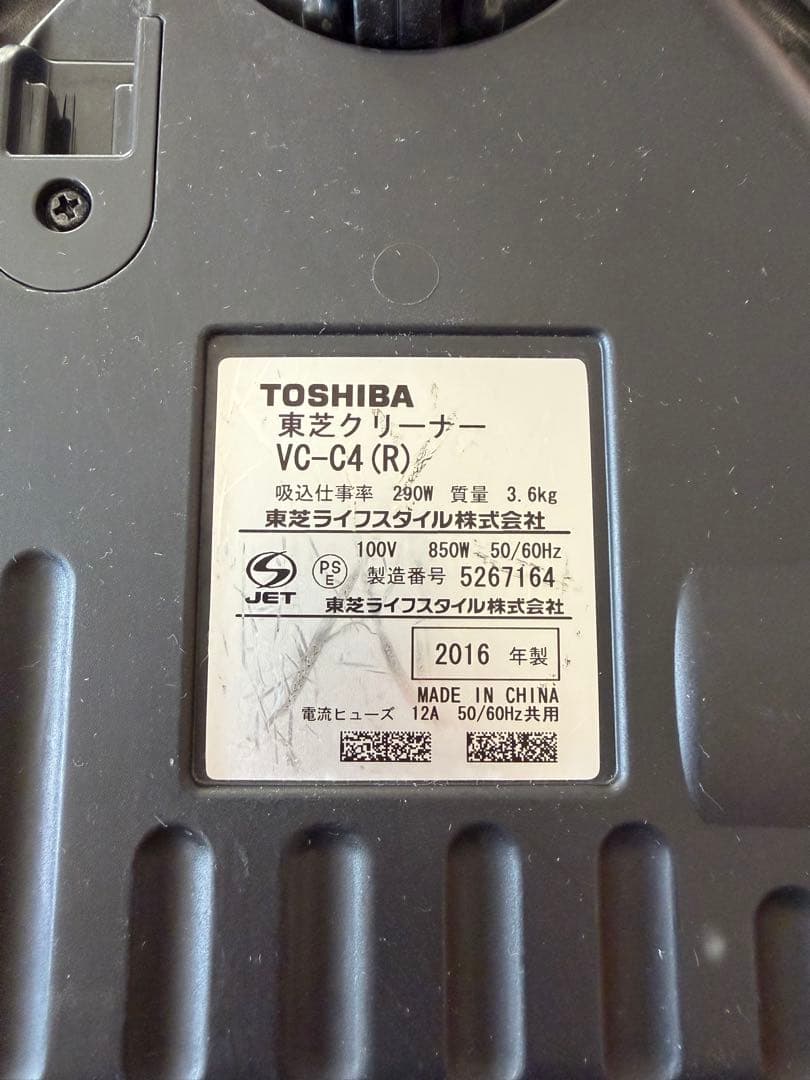 TOSHIBA
東芝クリーナー
VC-C4(R)
吸込仕事率 290W 質量 3.6kg
東芝ライフスタイル株式会社
100V 850W 50/60Hz
JET PS E 製造番号 5267164
東芝ライフスタイル株式会社
2016 年製
MADE IN CHINA
電流ヒューズ 12A 50/60Hz共用